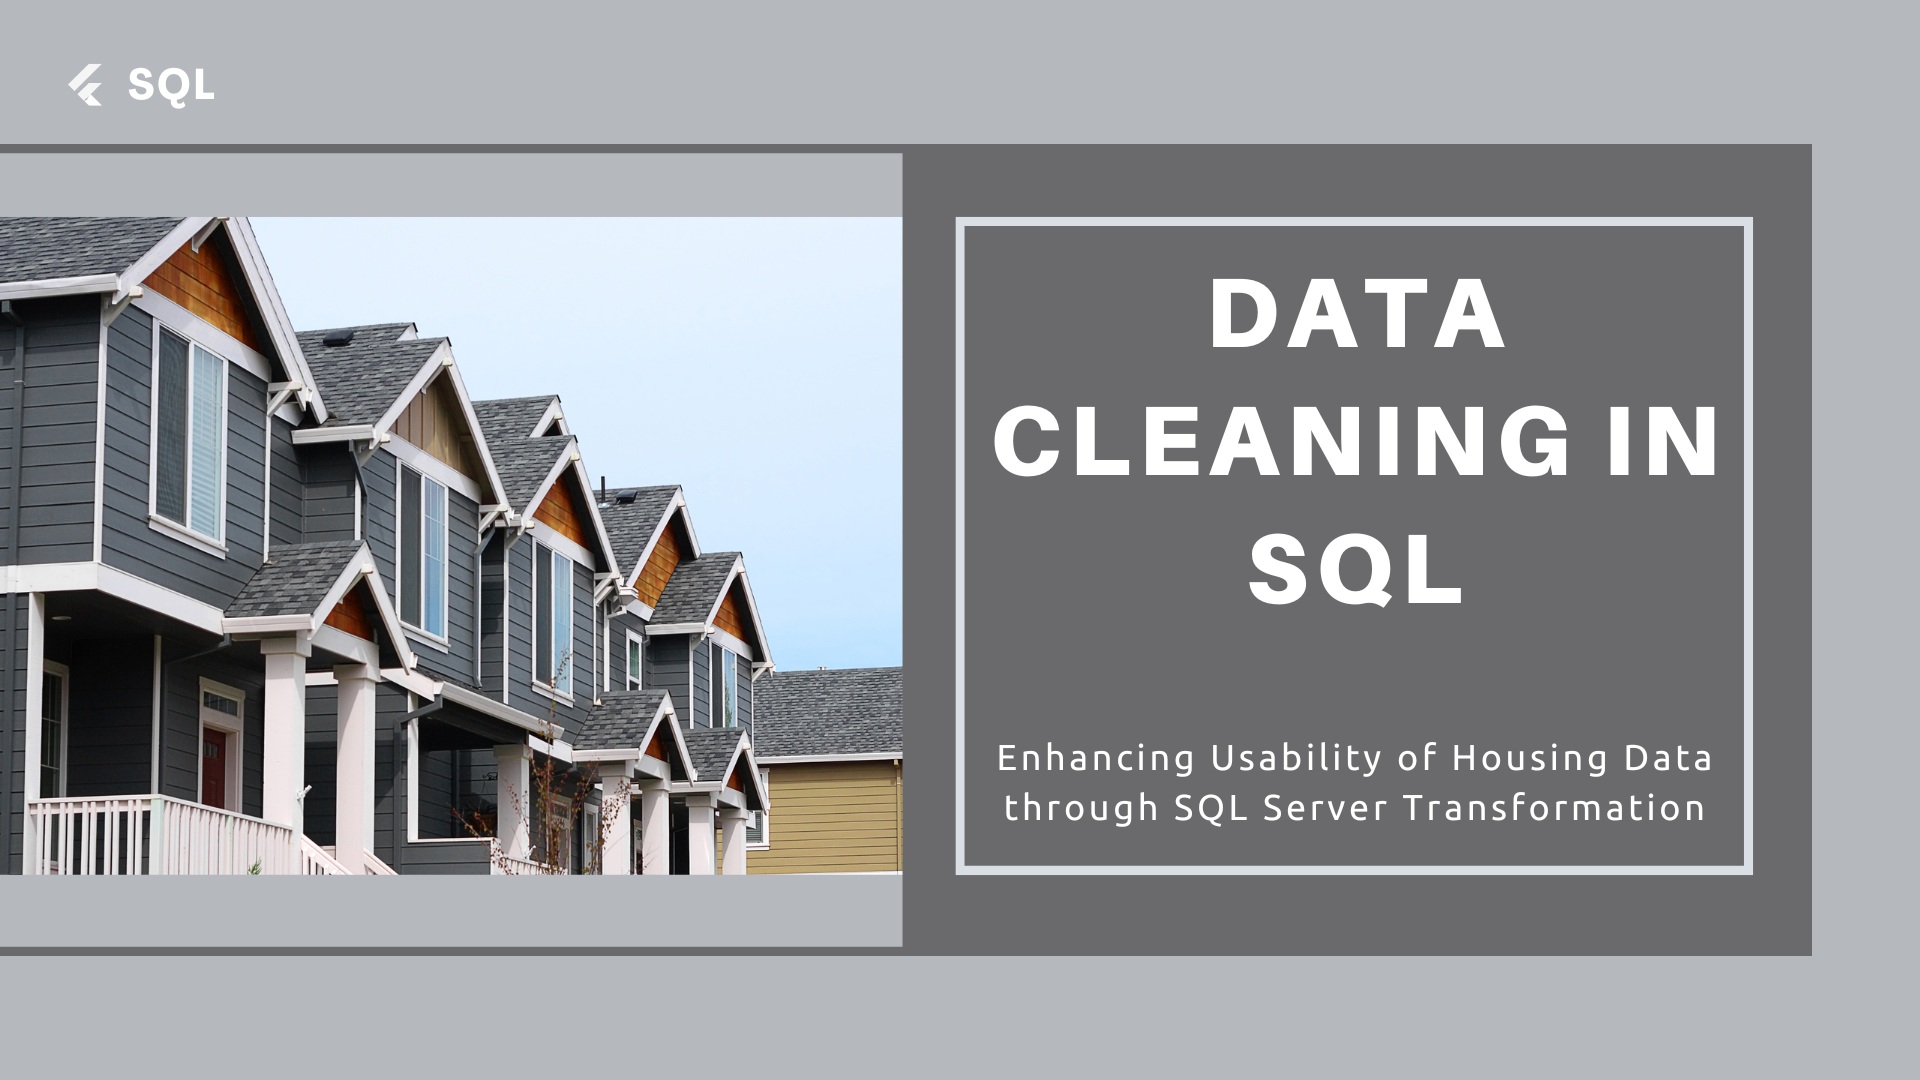 SQL
DATA
CLEANING IN
SQL
Enhancing Usability of Housing Data
through SQL Server Transformation